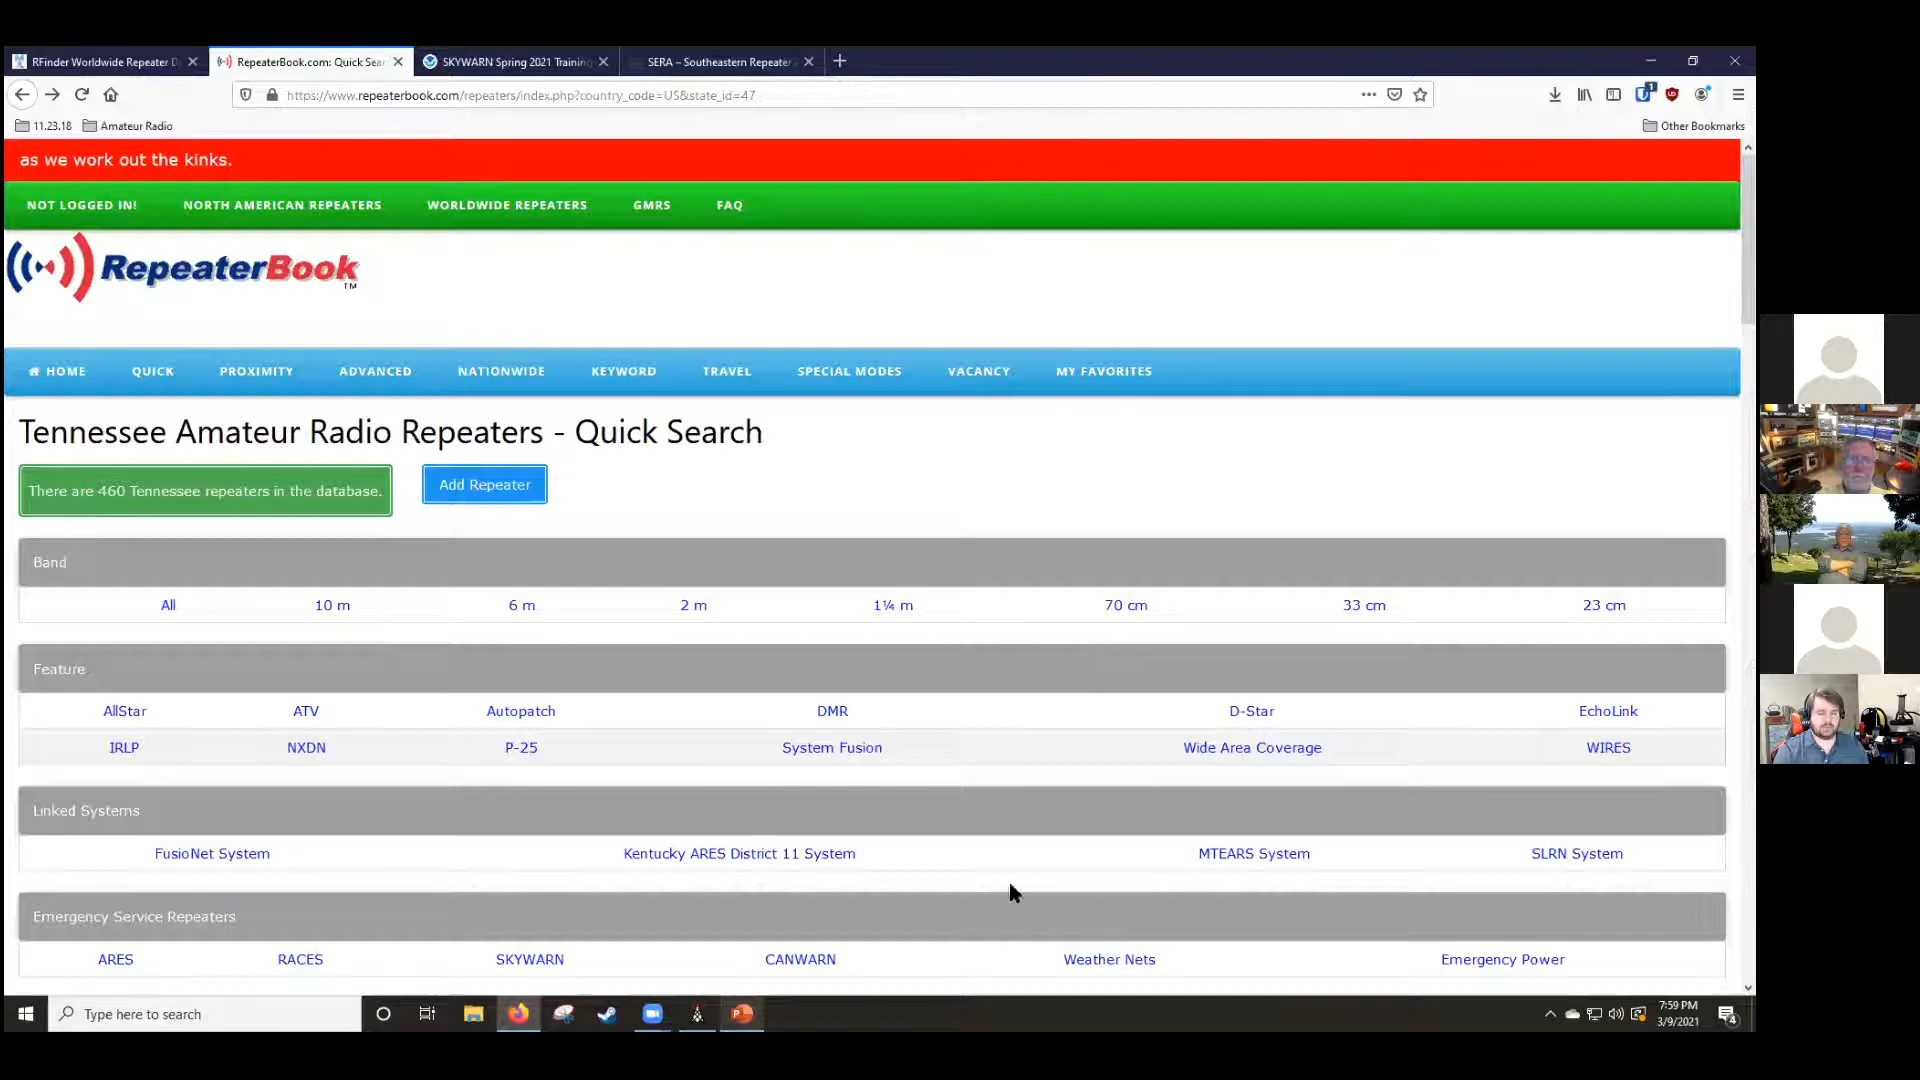 RFinder Worldwide Repeater D
RepeaterBook.com: Quick Sear
SKYWARN Spring 2021 Training
SERA – Southeastern Repeater
https://www.repeaterbook.com/repeaters/index.php?country_code=US&state_id=47
11.23.18
Amateur Radio
Other Bookmarks
as we work out the kinks.
NOT LOGGED IN!
NORTH AMERICAN REPEATERS
WORLDWIDE REPEATERS
GMRS
FAQ
RepeaterBook
TM
HOME
QUICK
PROXIMITY
ADVANCED
NATIONWIDE
KEYWORD
TRAVEL
SPECIAL MODES
VACANCY
MY FAVORITES
Tennessee Amateur Radio Repeaters - Quick Search
There are 460 Tennessee repeaters in the database.
Add Repeater
Band
All 10 m 6 m 2 m 1¼ m 70 cm 33 cm 23 cm
Feature
AllStar ATV Autopatch DMR D-Star EchoLink
IRLP NXDN P-25 System Fusion Wide Area Coverage WIRES
Linked Systems
FusioNet System Kentucky ARES District 11 System MTEARS System SLRN System
Emergency Service Repeaters
ARES RACES SKYWARN CANWARN Weather Nets Emergency Power
Type here to search
7:59 PM
3/9/2021
4